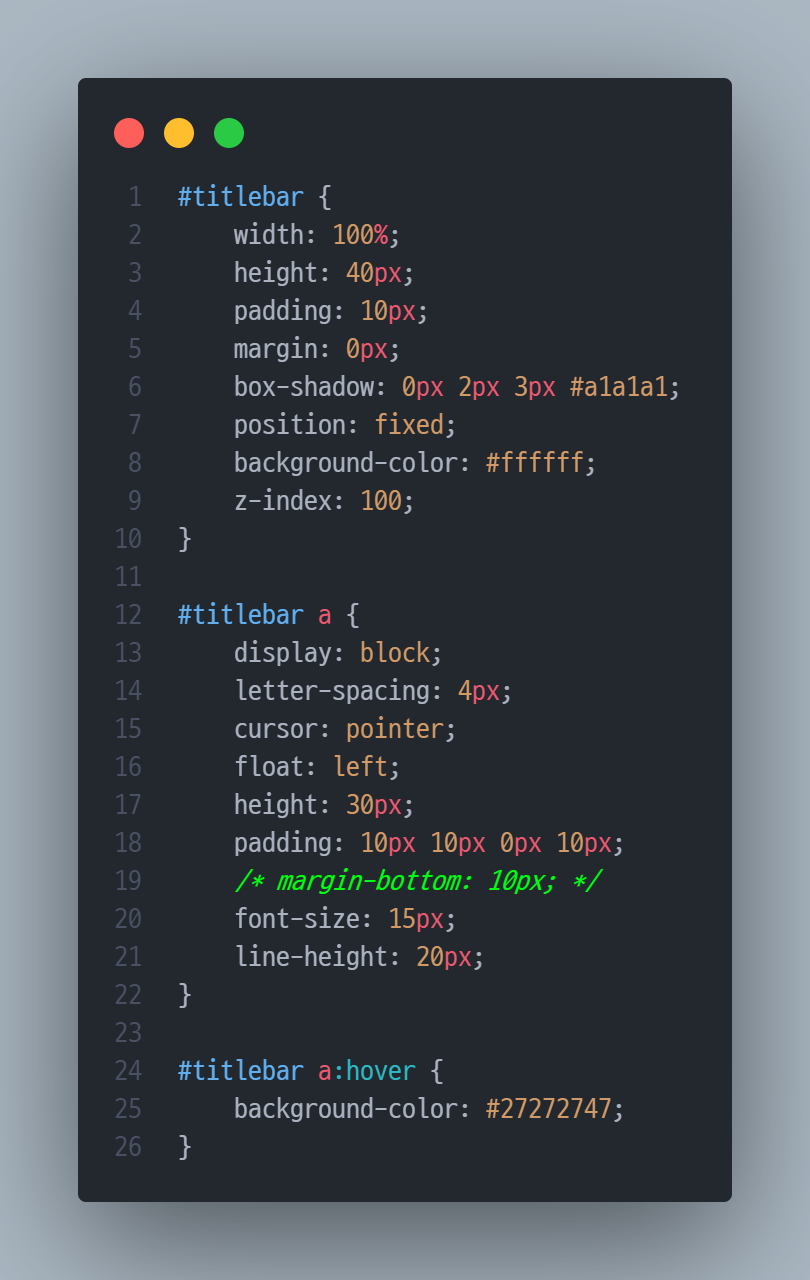 1 #titlebar {
2     width: 100%;
3     height: 40px;
4     padding: 10px;
5     margin: 0px;
6     box-shadow: 0px 2px 3px #a1a1a1;
7     position: fixed;
8     background-color: #ffffff;
9     z-index: 100;
10 }
11
12 #titlebar a {
13     display: block;
14     letter-spacing: 4px;
15     cursor: pointer;
16     float: left;
17     height: 30px;
18     padding: 10px 10px 0px 10px;
19     /* margin-bottom: 10px; */
20     font-size: 15px;
21     line-height: 20px;
22 }
23
24 #titlebar a:hover {
25     background-color: #27272747;
26 }